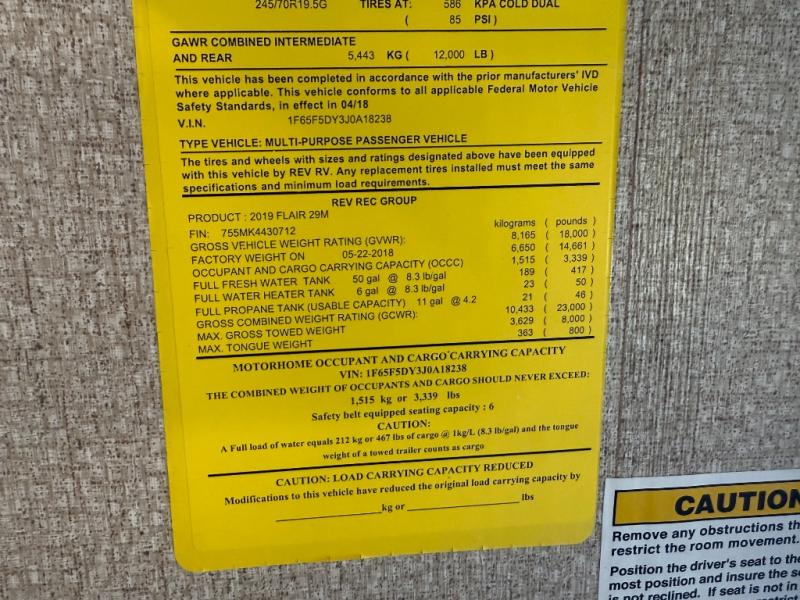 245/70R19.5G TIRES AT: 586 KPA COLD DUAL
( 85 PSI )
GAWR COMBINED INTERMEDIATE
AND REAR 5,443 KG ( 12,000 LB )
This vehicle has been completed in accordance with the prior manufacturers' IVD
where applicable. This vehicle conforms to all applicable Federal Motor Vehicle
Safety Standards, in effect in 04/18
V.I.N. 1F65F5DY3J0A18238
TYPE VEHICLE: MULTI-PURPOSE PASSENGER VEHICLE
The tires and wheels with sizes and ratings designated above have been equipped
with this vehicle by REV RV. Any replacement tires installed must meet the same
specifications and minimum load requirements.
REV REC GROUP
PRODUCT : 2019 FLAIR 29M
kilograms ( pounds )
FIN: 755MK4430712
GROSS VEHICLE WEIGHT RATING (GVWR): 8,165 ( 18,000 )
FACTORY WEIGHT ON 05-22-2018 6,650 ( 14,661 )
OCCUPANT AND CARGO CARRYING CAPACITY (OCCC) 1,515 ( 3,339 )
FULL FRESH WATER TANK 50 gal @ 8.3 lb/gal 189 ( 417 )
FULL WATER HEATER TANK 6 gal @ 8.3 lb/gal 23 ( 50 )
FULL PROPANE TANK (USABLE CAPACITY) 11 gal @ 4.2 21 ( 46 )
GROSS COMBINED WEIGHT RATING (GCWR): 10,433 ( 23,000 )
MAX. GROSS TOWED WEIGHT 3,629 ( 8,000 )
MAX. TONGUE WEIGHT 363 ( 800 )
MOTORHOME OCCUPANT AND CARGO CARRYING CAPACITY
VIN: 1F65F5DY3J0A18238
THE COMBINED WEIGHT OF OCCUPANTS AND CARGO SHOULD NEVER EXCEED:
1,515 kg or 3,339 lbs
Safety belt equipped seating capacity : 6
CAUTION:
A Full load of water equals 212 kg or 467 lbs of cargo @ 1kg/L (8.3 lb/gal) and the tongue
weight of a towed trailer counts as cargo
CAUTION: LOAD CARRYING CAPACITY REDUCED
Modifications to this vehicle have reduced the original load carrying capacity by
kg or lbs
CAUTION
Remove any obstructions th
restrict the room movement.
Position the driver's seat to the
most position and insure the s
is not reclined. If seat is not in